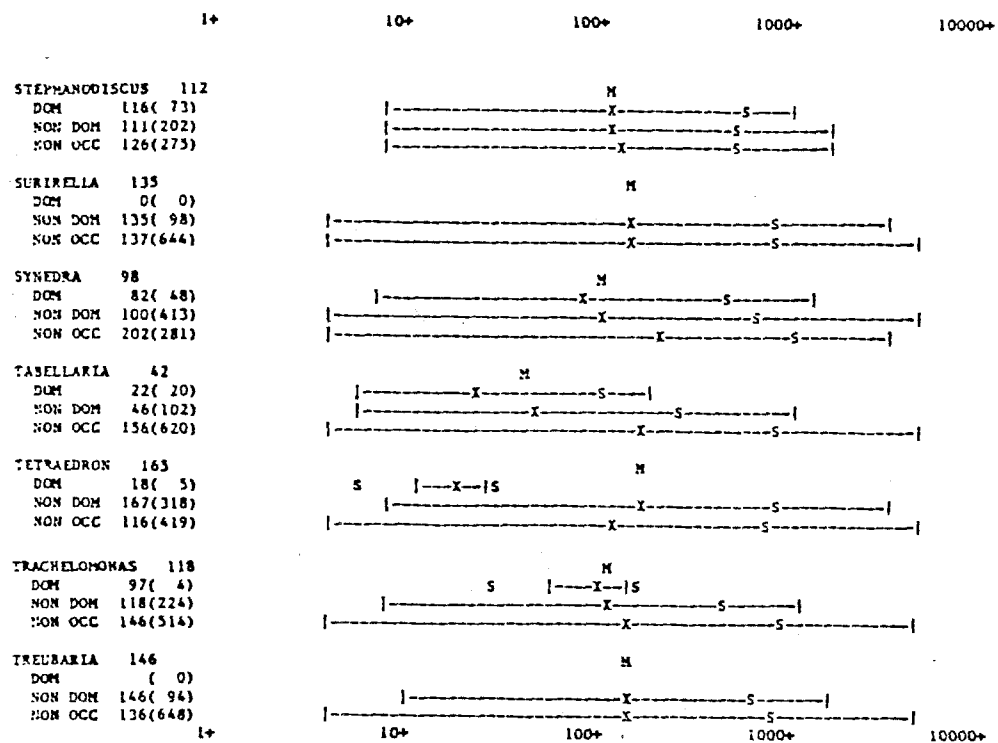 1+ 10+ 100+ 1000+ 10000+
STEPHANODISCUS 112 M
DOM 116( 73) |----X----S----|
NON DOM 111(202) |----X----S----|
NON OCC 126(273) |----X----S----|
SURIRELLA 135 M
DOM 0( 0)
NON DOM 135( 98) |----X----S----|
NON OCC 137(644) |----X----S----|
SYNEDRA 98 M
DOM 82( 48) |----X----S----|
NON DOM 100(413) |----X----S----|
NON OCC 202(281) |----X----S----|
TABELLARIA 42 M
DOM 22( 20) |----X----S----|
NON DOM 46(102) |----X----S----|
NON OCC 156(620) |----X----S----|
TETRAEDRON 163 M
DOM 18( 5) S |---X--|S
NON DOM 167(318) |----X----S----|
NON OCC 116(419) |----X----S----|
TRACHELOMONAS 118 M
DOM 97( 4) S |----X--|S
NON DOM 118(224) |----X----S----|
NON OCC 146(514) |----X----S----|
TREUBARIA 146 M
DOM ( 0)
NON DOM 146( 94) |----X----S----|
NON OCC 136(648) |----X----S----|
1+ 10+ 100+ 1000+ 10000+